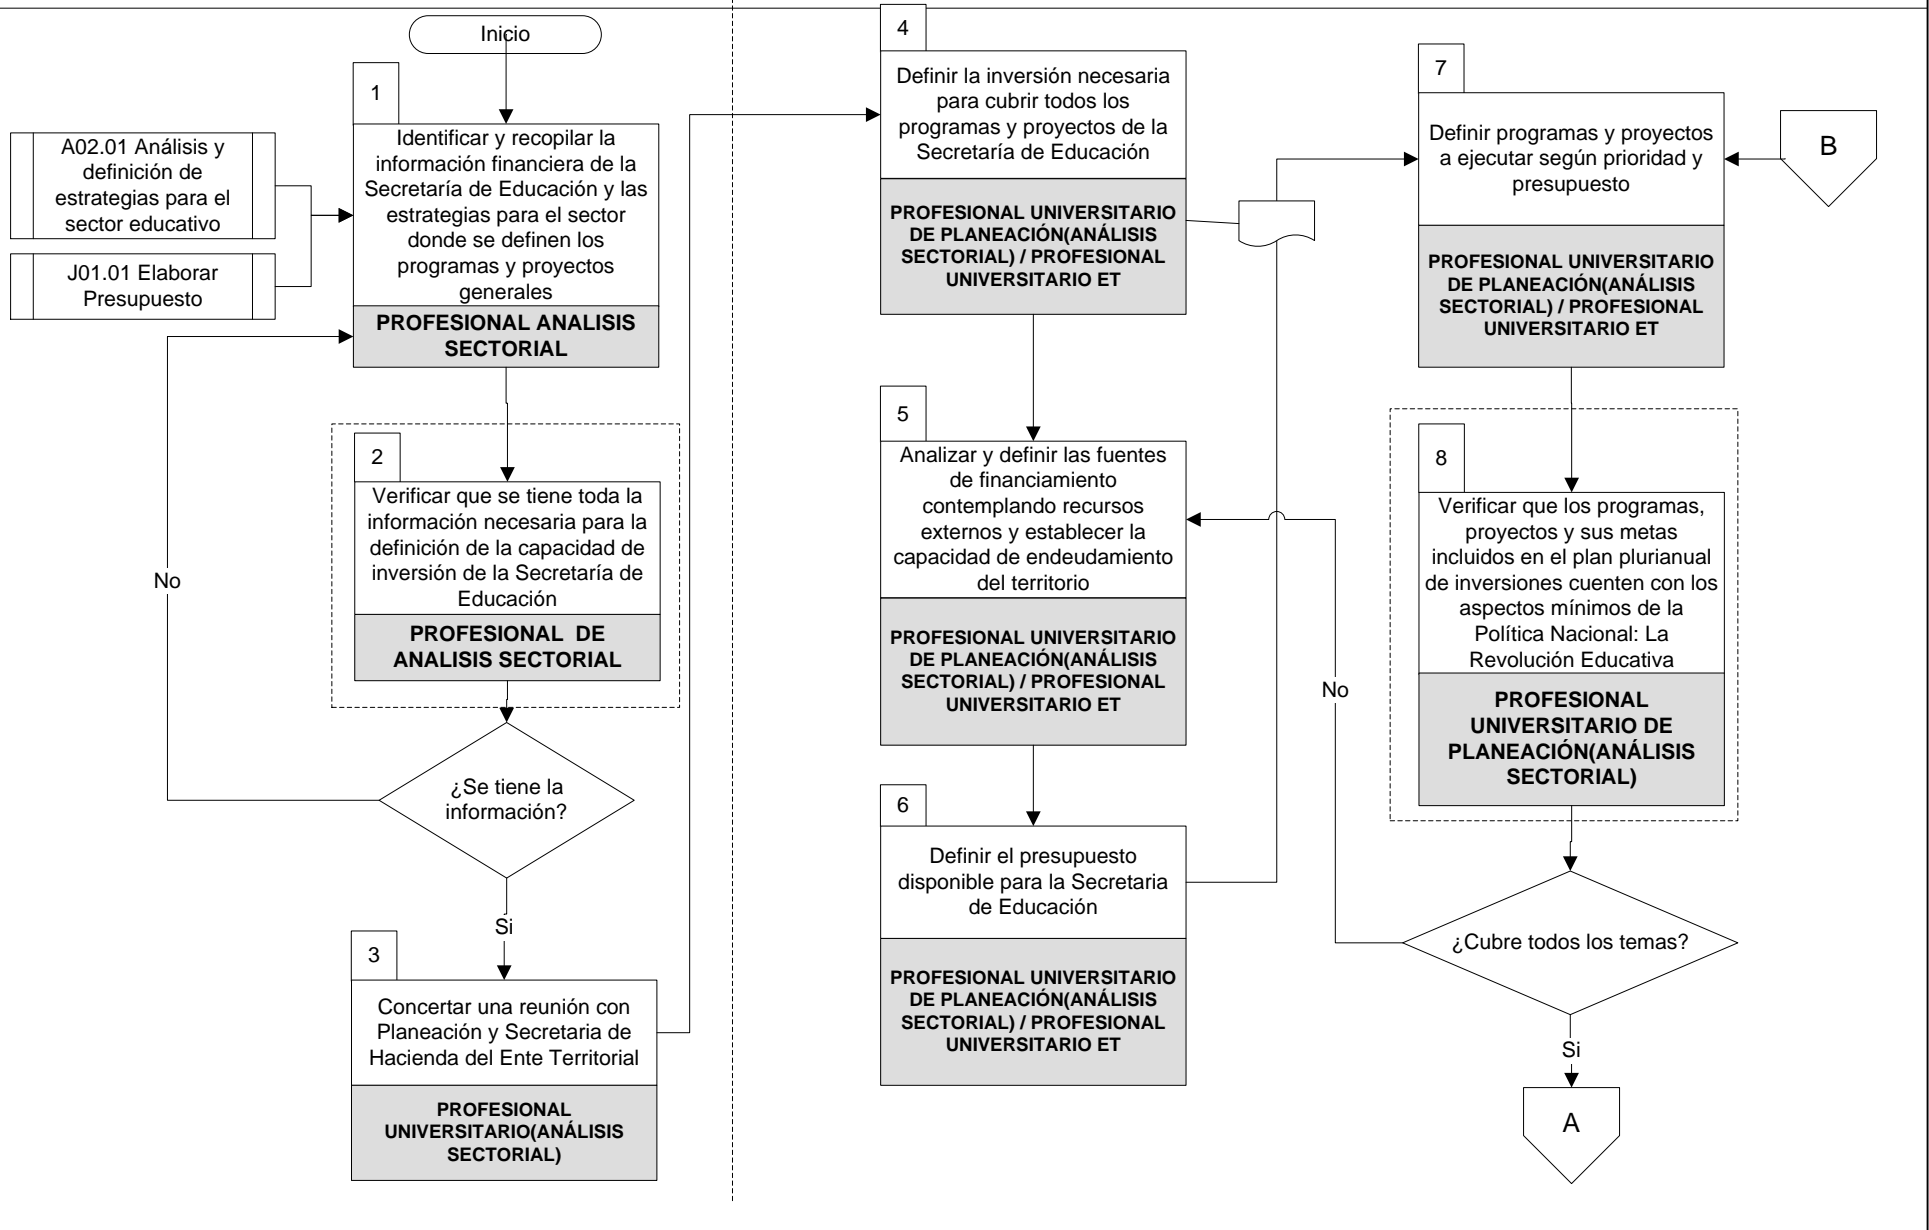 Inicio
1
Identificar y recopilar la
información financiera de la
Secretaría de Educación y las
estrategias para el sector
donde se definen los
programas y proyectos
generales
PROFESIONAL ANALISIS
SECTORIAL
A02.01 Análisis y
definición de
estrategias para el
sector educativo
J01.01 Elaborar
Presupuesto
2
Verificar que se tiene toda la
información necesaria para la
definición de la capacidad de
inversión de la Secretaría de
Educación
PROFESIONAL DE
ANALISIS SECTORIAL
No
¿Se tiene la
información?
Si
3
Concertar una reunión con
Planeación y Secretaria de
Hacienda del Ente Territorial
PROFESIONAL
UNIVERSITARIO(ANÁLISIS
SECTORIAL)
4
Definir la inversión necesaria
para cubrir todos los
programas y proyectos de la
Secretaría de Educación
PROFESIONAL UNIVERSITARIO
DE PLANEACIÓN(ANÁLISIS
SECTORIAL) / PROFESIONAL
UNIVERSITARIO ET
5
Analizar y definir las fuentes
de financiamiento
contemplando recursos
externos y establecer la
capacidad de endeudamiento
del territorio
PROFESIONAL UNIVERSITARIO
DE PLANEACIÓN(ANÁLISIS
SECTORIAL) / PROFESIONAL
UNIVERSITARIO ET
6
Definir el presupuesto
disponible para la Secretaria
de Educación
PROFESIONAL UNIVERSITARIO
DE PLANEACIÓN(ANÁLISIS
SECTORIAL) / PROFESIONAL
UNIVERSITARIO ET
7
Definir programas y proyectos
a ejecutar según prioridad y
presupuesto
PROFESIONAL UNIVERSITARIO
DE PLANEACIÓN(ANÁLISIS
SECTORIAL) / PROFESIONAL
UNIVERSITARIO ET
B
8
Verificar que los programas,
proyectos y sus metas
incluidos en el plan plurianual
de inversiones cuenten con los
aspectos mínimos de la
Política Nacional: La
Revolución Educativa
PROFESIONAL
UNIVERSITARIO DE
PLANEACIÓN(ANÁLISIS
SECTORIAL)
No
¿Cubre todos los temas?
Si
A